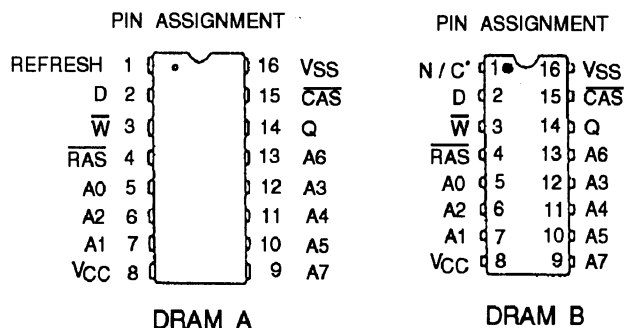 PIN ASSIGNMENT
REFRESH 1 16 VSS
D 2 15 CAS
W 3 14 Q
RAS 4 13 A6
A0 5 12 A3
A2 6 11 A4
A1 7 10 A5
VCC 8 9 A7
DRAM A
PIN ASSIGNMENT
N / C* 1 16 VSS
D 2 15 CAS
W 3 14 Q
RAS 4 13 A6
A0 5 12 A3
A2 6 11 A4
A1 7 10 A5
VCC 8 9 A7
DRAM B